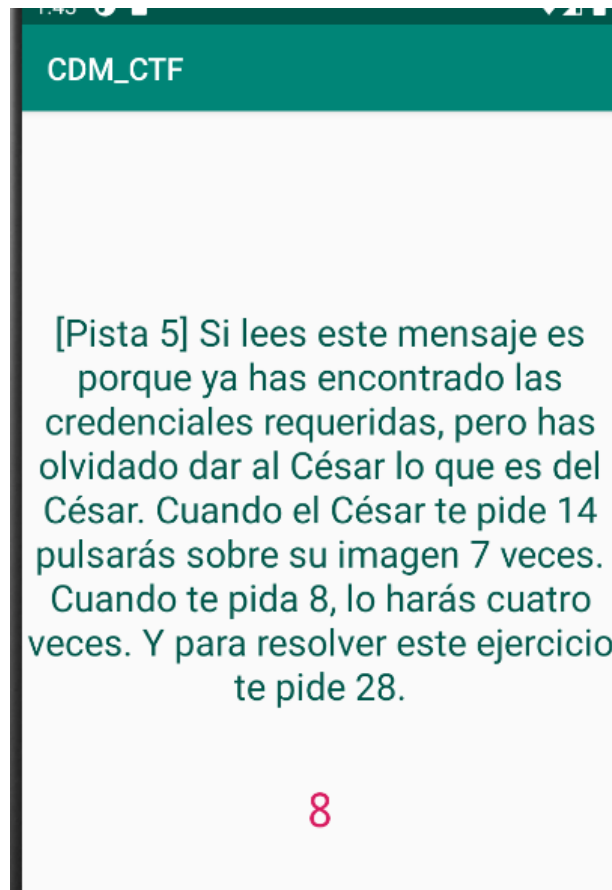 CDM_CTF
[Pista 5] Si lees este mensaje es
porque ya has encontrado las
credenciales requeridas, pero has
olvidado dar al César lo que es del
César. Cuando el César te pide 14
pulsarás sobre su imagen 7 veces.
Cuando te pida 8, lo harás cuatro
veces. Y para resolver este ejercicio
te pide 28.
8